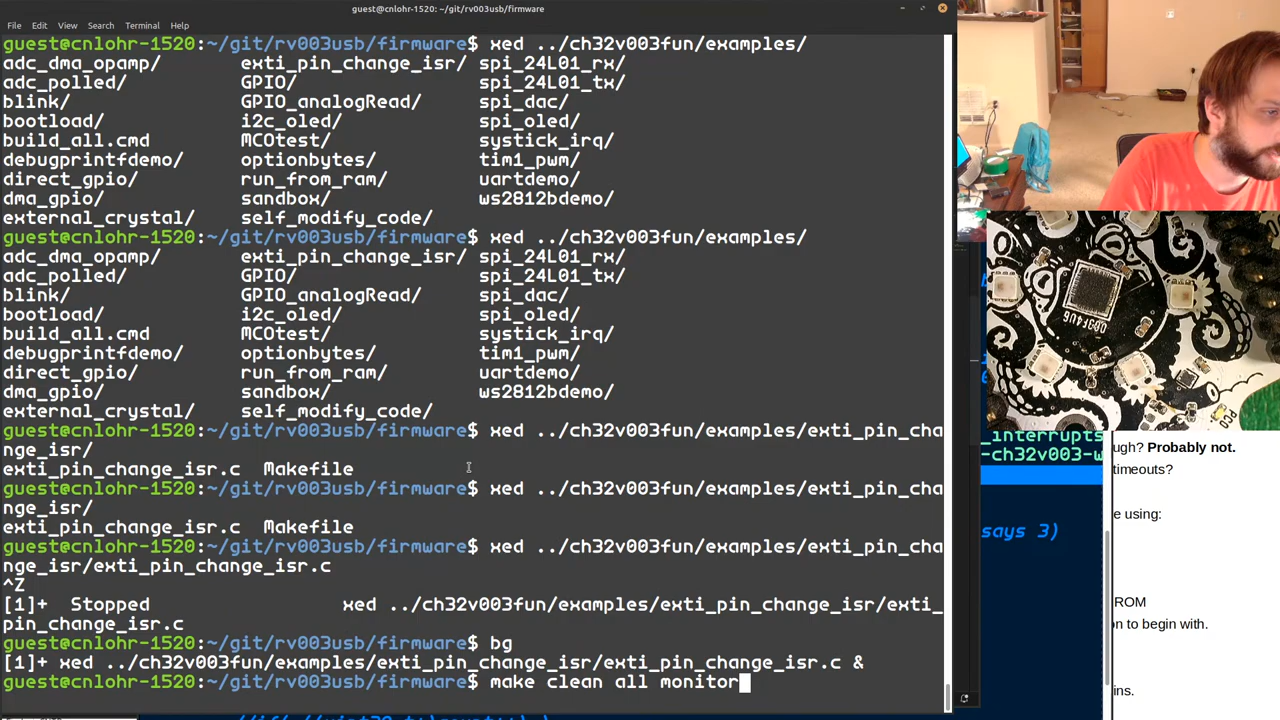 guest@cnlohr-1520:~/git/rv003usb/firmware
File Edit View Search Terminal Help
guest@cnlohr-1520:~/git/rv003usb/firmware$ xed ../ch32v003fun/examples/
adc_dma_opamp/ exti_pin_change_isr/ spi_24L01_rx/
adc_polled/ GPIO/ spi_24L01_tx/
blink/ GPIO_analogRead/ spi_dac/
bootload/ i2c_oled/ spi_oled/
build_all.cmd MCOtest/ systick_irq/
debugprintfdemo/ optionbytes/ tim1_pwm/
direct_gpio/ run_from_ram/ uartdemo/
dma_gpio/ sandbox/ ws2812bdemo/
external_crystal/ self_modify_code/
guest@cnlohr-1520:~/git/rv003usb/firmware$ xed ../ch32v003fun/examples/
adc_dma_opamp/ exti_pin_change_isr/ spi_24L01_rx/
adc_polled/ GPIO/ spi_24L01_tx/
blink/ GPIO_analogRead/ spi_dac/
bootload/ i2c_oled/ spi_oled/
build_all.cmd MCOtest/ systick_irq/
debugprintfdemo/ optionbytes/ tim1_pwm/
direct_gpio/ run_from_ram/ uartdemo/
dma_gpio/ sandbox/ ws2812bdemo/
external_crystal/ self_modify_code/
guest@cnlohr-1520:~/git/rv003usb/firmware$ xed ../ch32v003fun/examples/exti_pin_cha
nge_isr/
exti_pin_change_isr.c Makefile
guest@cnlohr-1520:~/git/rv003usb/firmware$ xed ../ch32v003fun/examples/exti_pin_cha
nge_isr/
exti_pin_change_isr.c Makefile
guest@cnlohr-1520:~/git/rv003usb/firmware$ xed ../ch32v003fun/examples/exti_pin_cha
nge_isr/exti_pin_change_isr.c
^Z
[1]+ Stopped xed ../ch32v003fun/examples/exti_pin_change_isr/exti_
pin_change_isr.c
guest@cnlohr-1520:~/git/rv003usb/firmware$ bg
[1]+ xed ../ch32v003fun/examples/exti_pin_change_isr/exti_pin_change_isr.c &
guest@cnlohr-1520:~/git/rv003usb/firmware$ make clean all monitor
_interrupts
-ch32v003-w
says 3)
ugh? Probably not.
timeouts?
e using:
ROM
on to begin with.
ins.